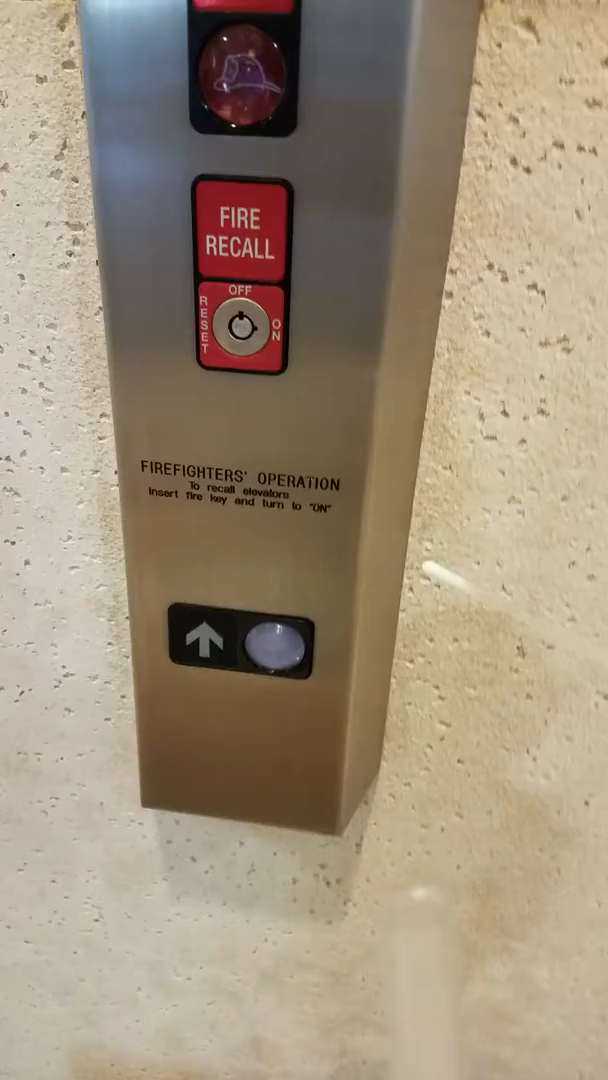 FIRE
RECALL
OFF
RESET
ON
FIREFIGHTERS' OPERATION
To recall elevators
Insert fire key and turn to "ON"